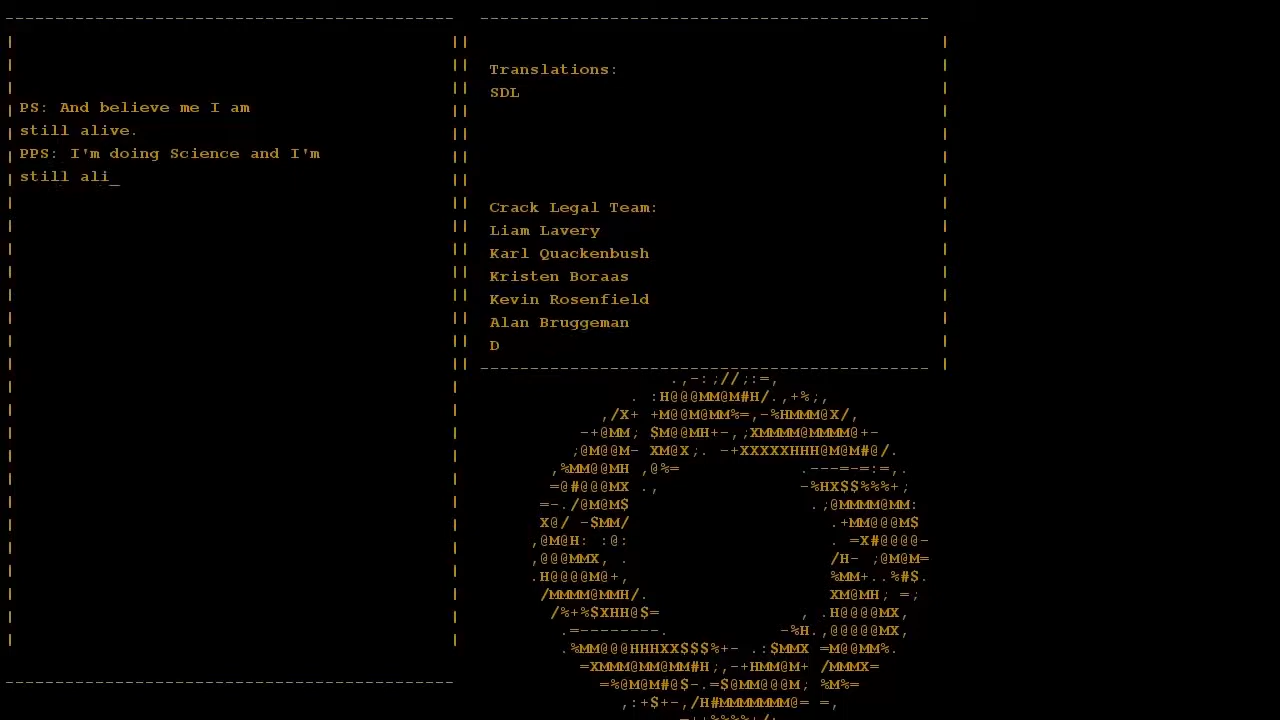 PS: And believe me I am
still alive.
PPS: I'm doing Science and I'm
still ali_
Translations:
SDL
Crack Legal Team:
Liam Lavery
Karl Quackenbush
Kristen Boraas
Kevin Rosenfield
Alan Bruggeman
D